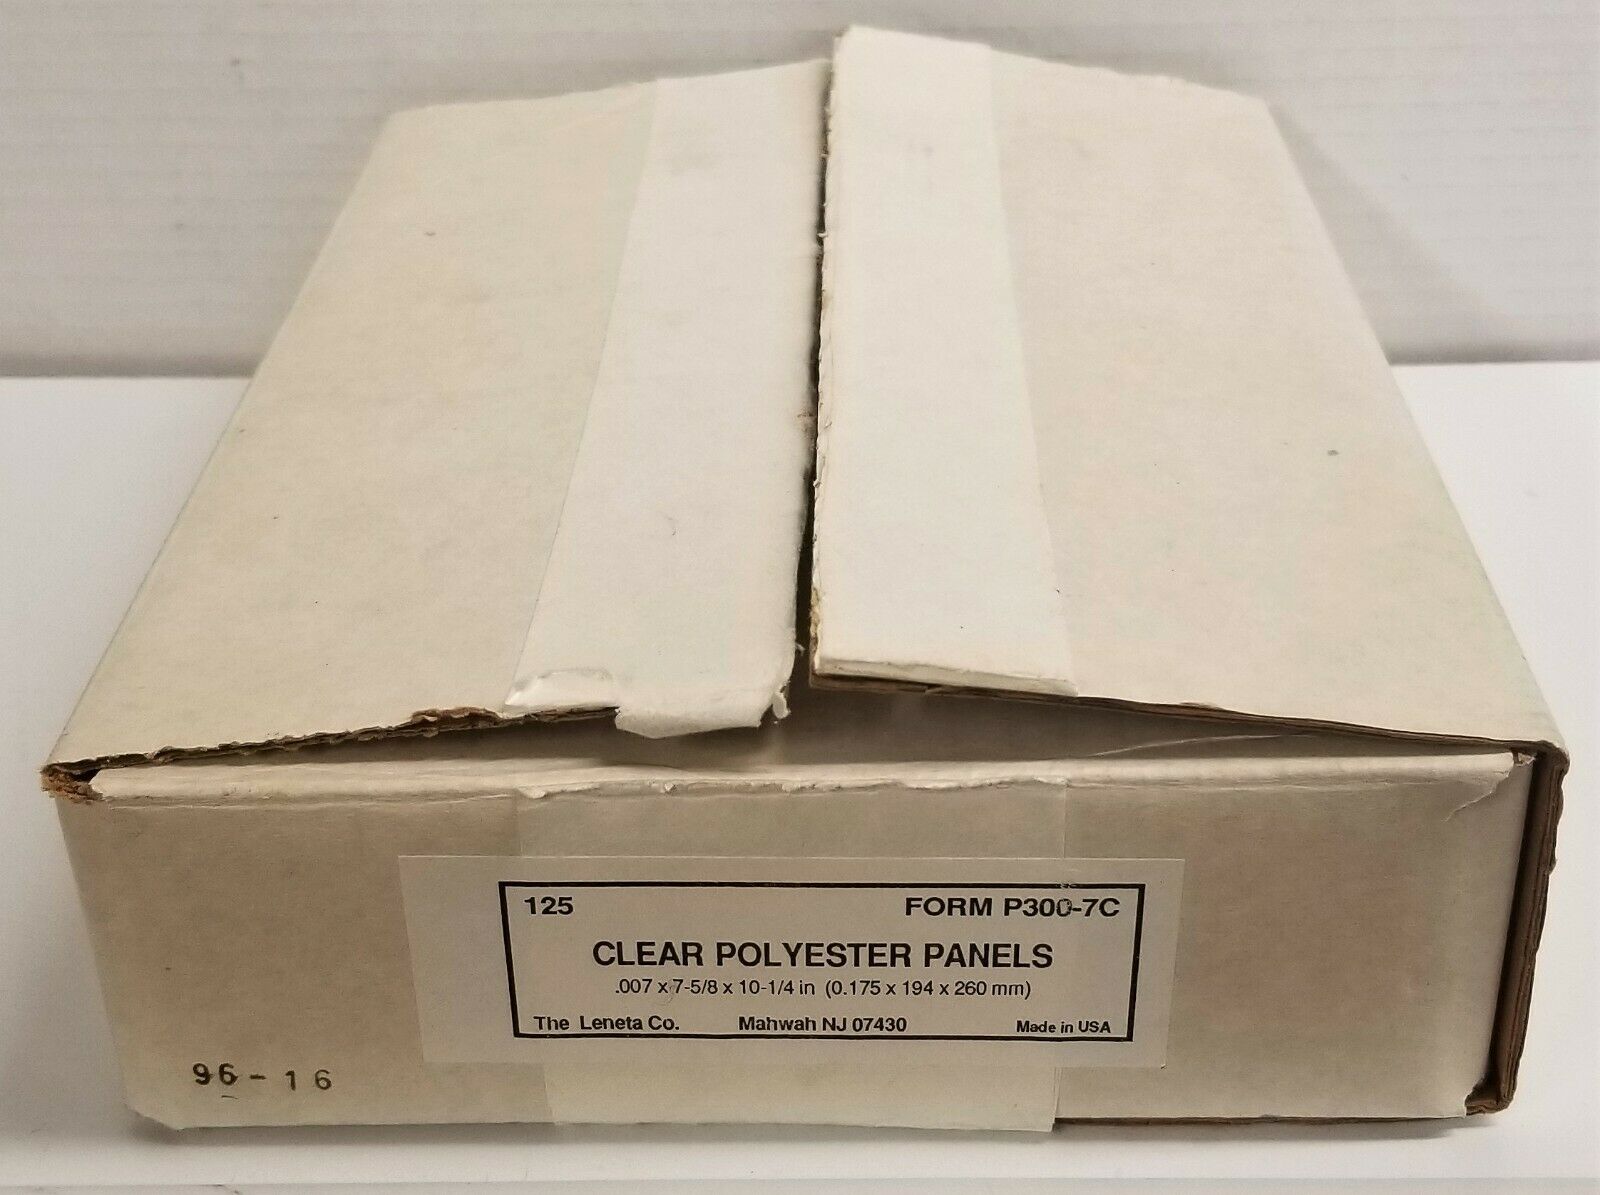 125 FORM P300-7C
CLEAR POLYESTER PANELS
.007 x 7-5/8 x 10-1/4 in (0.175 x 194 x 260 mm)
The Leneta Co. Mahwah NJ 07430 Made in USA
96-16